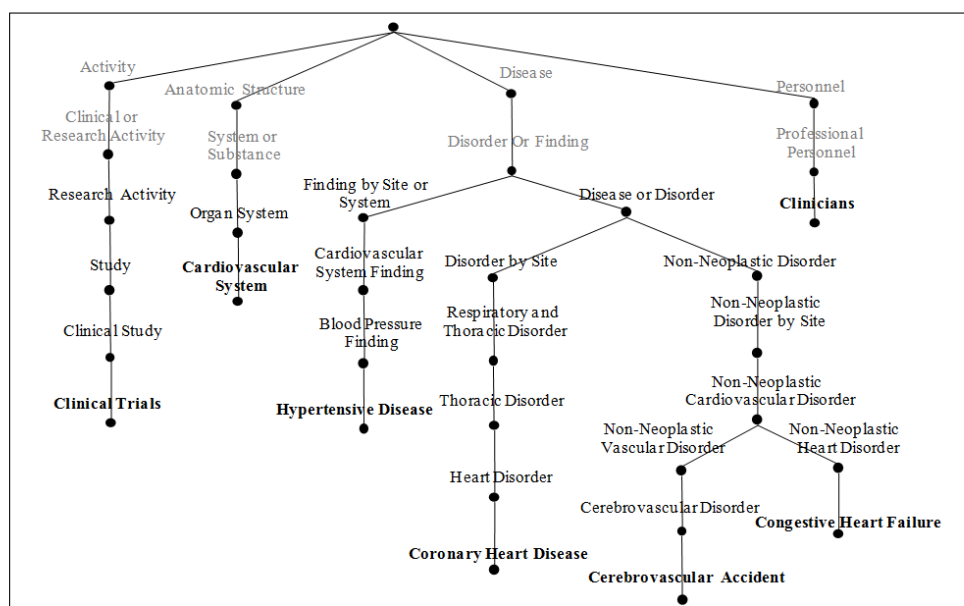 Activity
Anatomic Structure
Disease
Personnel
Clinical or
Research Activity
System or
Substance
Disorder Or Finding
Professional
Personnel
Research Activity
Organ System
Finding by Site or
System
Disease or Disorder
Clinicians
Study
Cardiovascular
System
Cardiovascular
System Finding
Disorder by Site
Non-Neoplastic Disorder
Clinical Study
Blood Pressure
Finding
Respiratory and
Thoracic Disorder
Non-Neoplastic
Disorder by Site
Clinical Trials
Hypertensive Disease
Thoracic Disorder
Non-Neoplastic
Cardiovascular Disorder
Non-Neoplastic
Vascular Disorder
Non-Neoplastic
Heart Disorder
Heart Disorder
Cerebrovascular Disorder
Congestive Heart Failure
Coronary Heart Disease
Cerebrovascular Accident